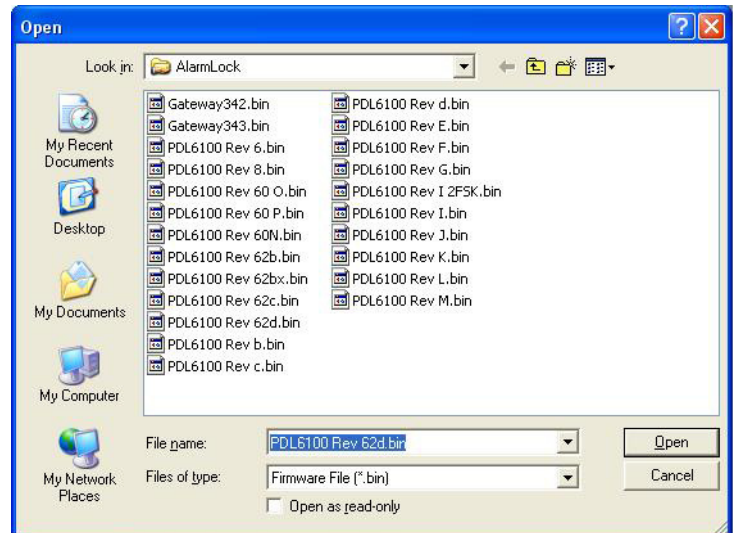 Open
Look in: AlarmLock
My Recent Documents
Desktop
My Documents
My Computer
My Network Places
Gateway342.bin
Gateway343.bin
PDL6100 Rev 6.bin
PDL6100 Rev 8.bin
PDL6100 Rev 60 O.bin
PDL6100 Rev 60 P.bin
PDL6100 Rev 60N.bin
PDL6100 Rev 62b.bin
PDL6100 Rev 62bx.bin
PDL6100 Rev 62c.bin
PDL6100 Rev 62d.bin
PDL6100 Rev b.bin
PDL6100 Rev c.bin
PDL6100 Rev d.bin
PDL6100 Rev E.bin
PDL6100 Rev F.bin
PDL6100 Rev G.bin
PDL6100 Rev I 2FSK.bin
PDL6100 Rev I.bin
PDL6100 Rev J.bin
PDL6100 Rev K.bin
PDL6100 Rev L.bin
PDL6100 Rev M.bin
File name: PDL6100 Rev 62d.bin Open
Files of type: Firmware File (*.bin) Cancel
Open as read-only